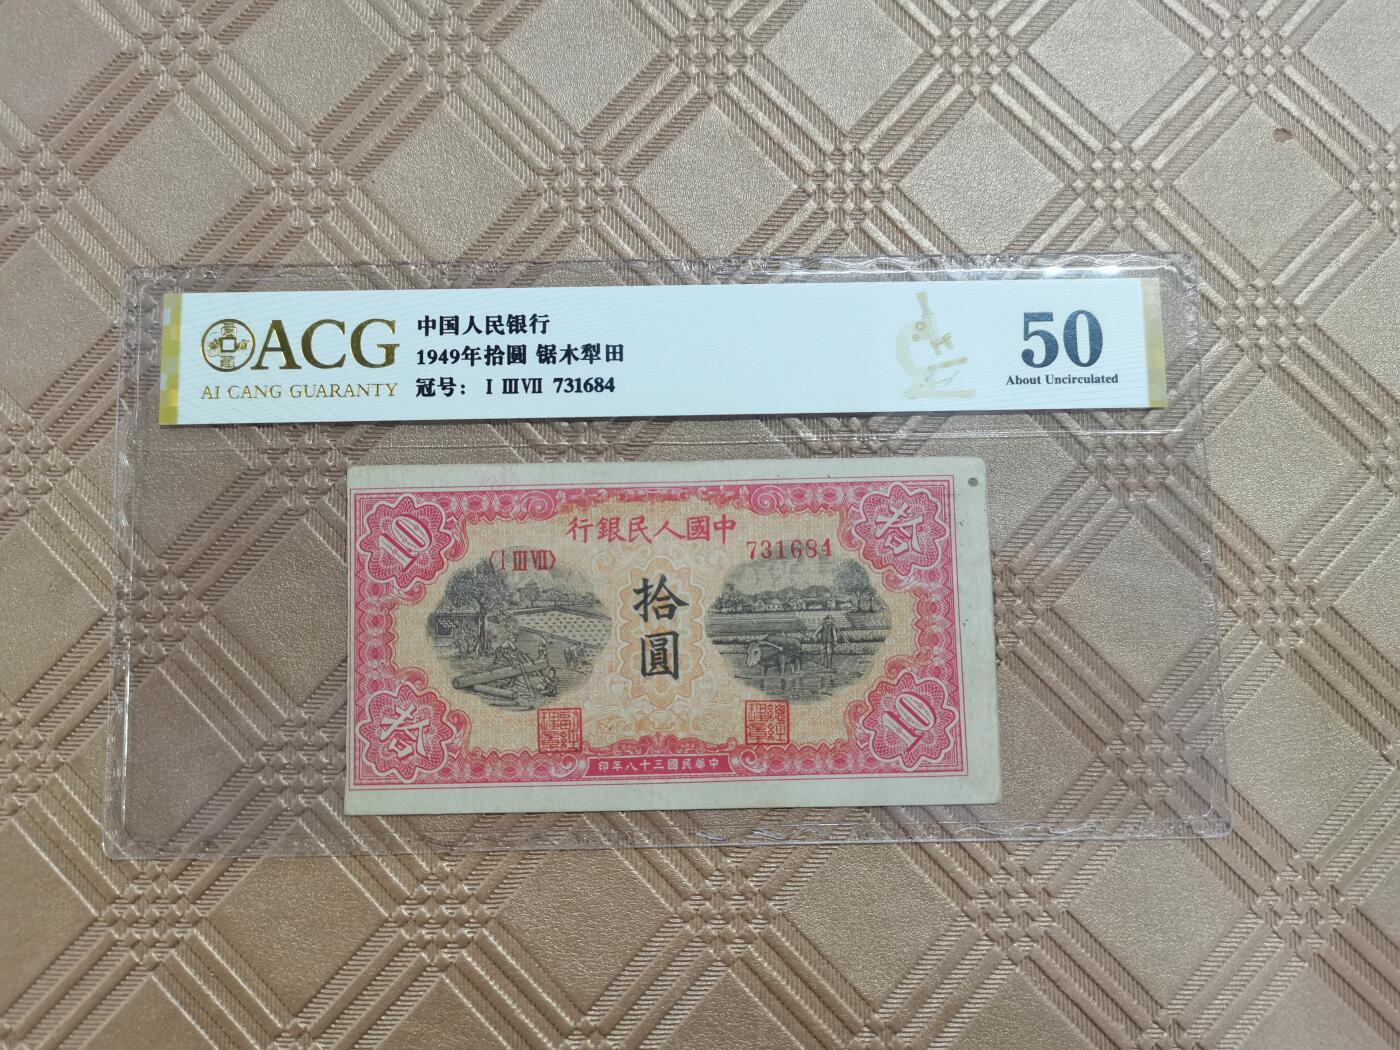 ACG
AI CANG GUARANTY
中国人民银行
1949年拾圆 锯木犁田
冠号: Ⅰ Ⅲ Ⅶ 731684
50
About Uncirculated
10
行銀民人國中
拾
〈Ⅰ Ⅲ Ⅶ〉
731684
拾
圓
拾
10
印年八十三國民華中